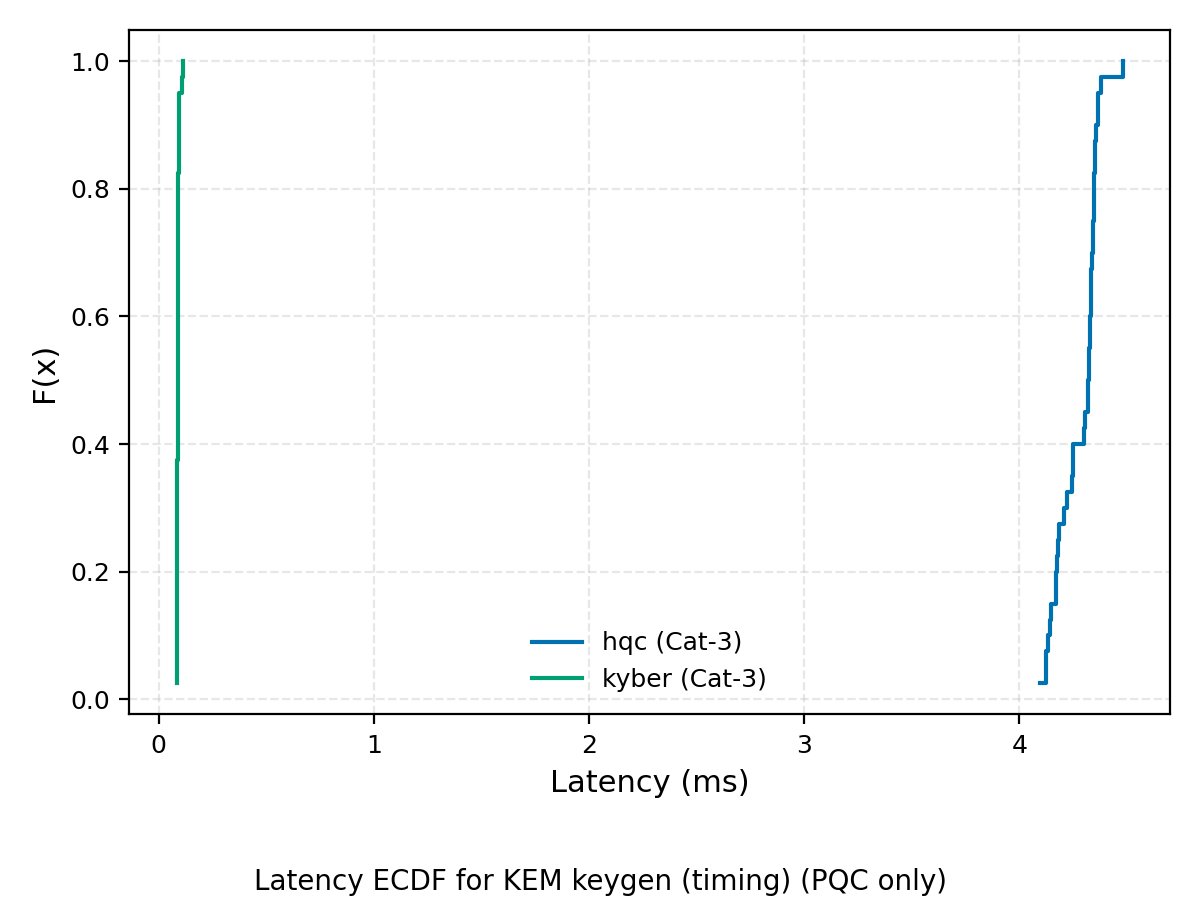 1.0
0.8
0.6
0.4
0.2
0.0
F(x)
hqc (Cat-3)
kyber (Cat-3)
0 1 2 3 4
Latency (ms)
Latency ECDF for KEM keygen (timing) (PQC only)